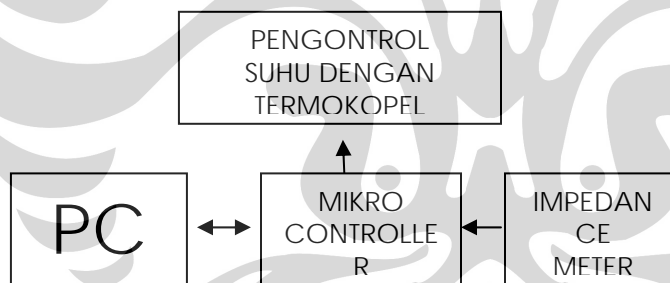 PENGONTROL
SUHU DENGAN
TERMOKOPEL
PC
MIKRO
CONTROLLE
R
IMPEDAN
CE
METER